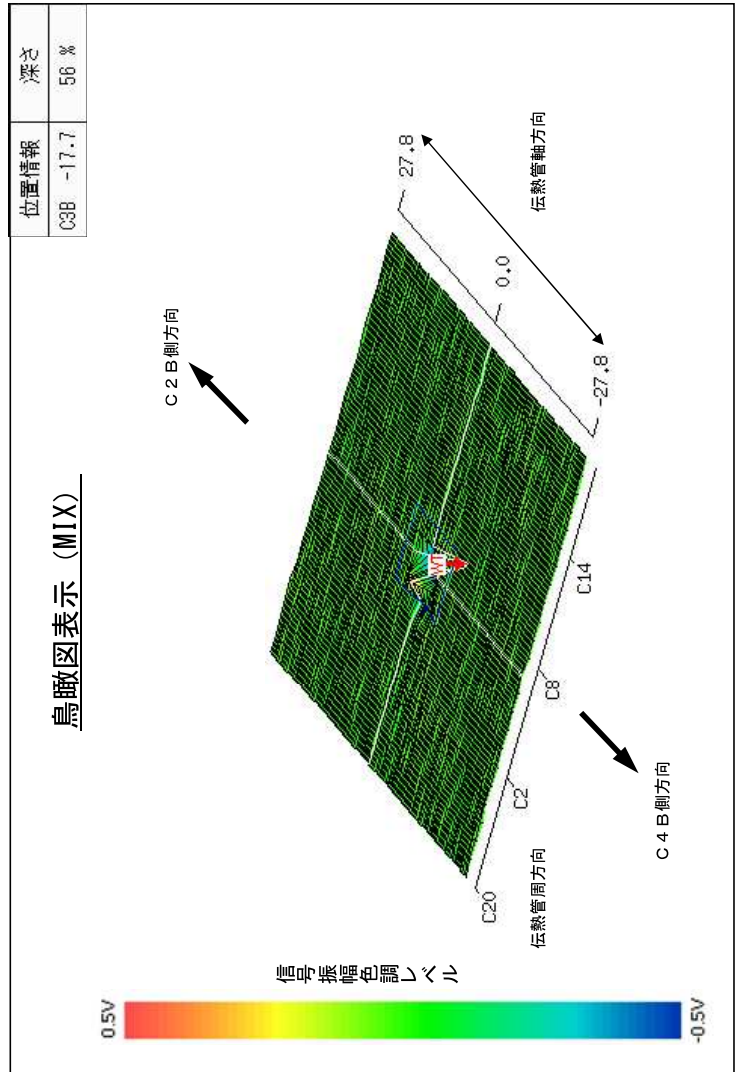 鳥瞰図表示 (MIX)
位置情報 深さ
C3B -17.7 56 %
C2B側方向
27.8
0.0
-27.8
伝熱管軸方向
WT
C20
C2
C8
C14
伝熱管周方向
C4B側方向
信号振幅色調レベル
0.5V
-0.5V